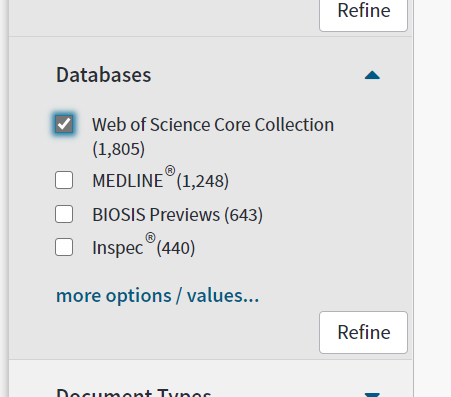 Refine
Databases
Web of Science Core Collection
(1,805)
MEDLINE® (1,248)
BIOSIS Previews (643)
Inspec® (440)
more options / values...
Refine
Document Types